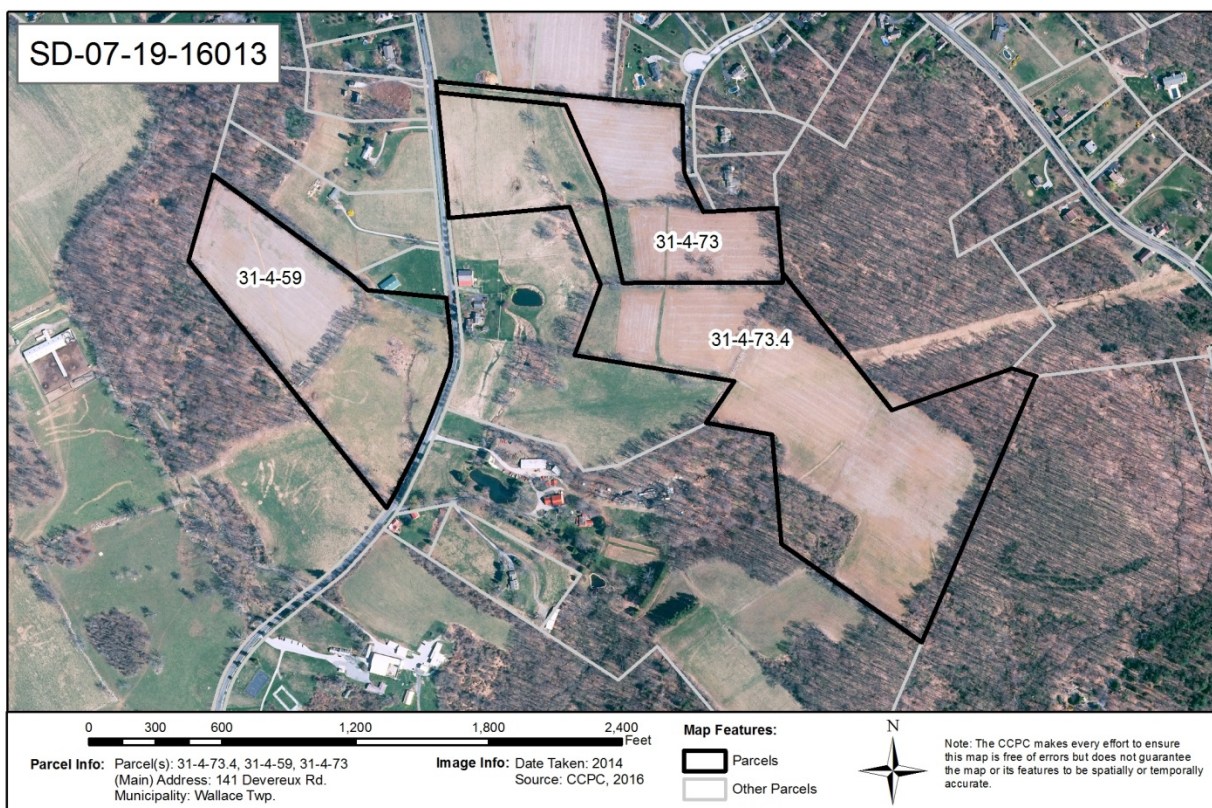 SD-07-19-16013
31-4-73
31-4-59
31-4-73.4
0 300 600 1,200 1,800 2,400
Feet
Parcel Info: Parcel(s): 31-4-73.4, 31-4-59, 31-4-73
(Main) Address: 141 Devereux Rd.
Municipality: Wallace Twp.
Image Info: Date Taken: 2014
Source: CCPC, 2016
Map Features:
Parcels
Other Parcels
N
Note: The CCPC makes every effort to ensure
this map is free of errors but does not guarantee
the map or its features to be spatially or temporally
accurate.